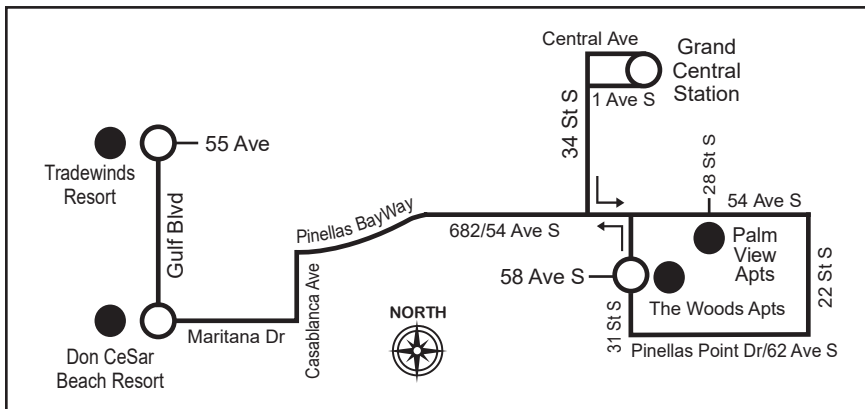 Central Ave
Grand
Central
Station
1 Ave S
34 St S
55 Ave
Tradewinds
Resort
Gulf Blvd
28 St S
54 Ave S
Pinellas BayWay
682/54 Ave S
Palm
View
Apts
22 St S
58 Ave S
The Woods Apts
31 St S
Pinellas Point Dr/62 Ave S
Casablanca Ave
NORTH
Maritana Dr
Don CeSar
Beach Resort